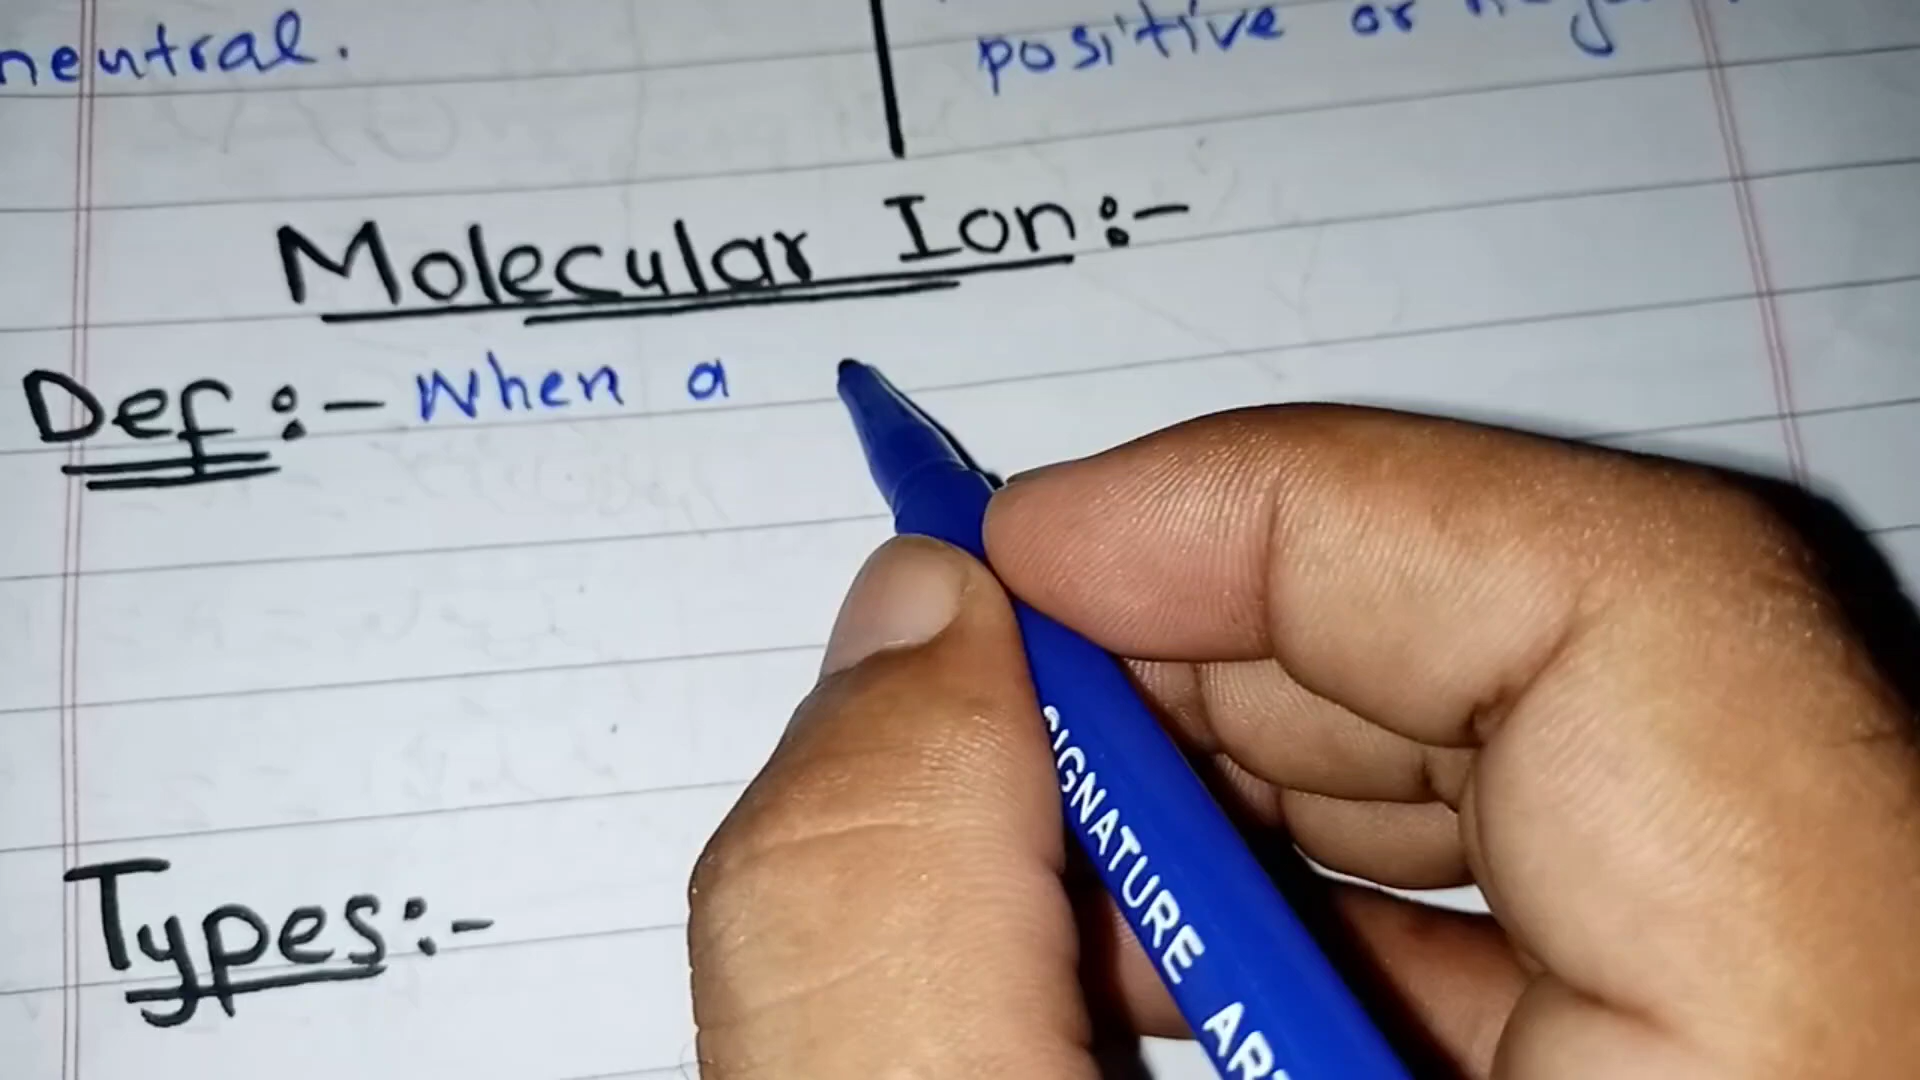 neutral.
positive or
Molecular Ion:-
Def:- When a
Types:-
SIGNATURE